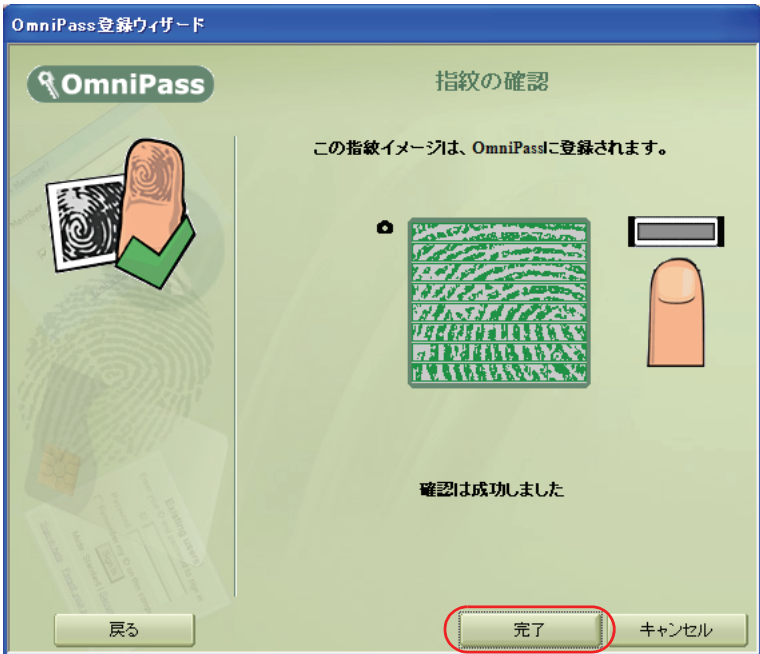 OmniPass登録ウィザード
OmniPass
指紋の確認
この指紋イメージは、OmniPassに登録されます。
確認は成功しました
戻る
完了
キャンセル